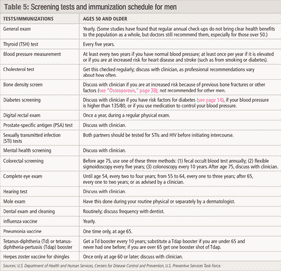 Table 5: Screening tests and immunization schedule for men
TESTS/IMMUNIZATIONS AGES 50 AND OLDER
General exam Yearly. (Some studies have found that regular annual check-ups do not bring clear health benefits
to the population as a whole, but doctors still recommend them, especially for those over 50.)
Thyroid (TSH) test Every five years.
Blood pressure measurement At least every two years if you have normal blood pressure; at least once per year if it is elevated
or if you are at increased risk for heart disease and stroke (such as from smoking or diabetes).
Cholesterol test Get this checked regularly; discuss with clinician, as professional recommendations vary
about how often.
Bone density screen Discuss with clinician if you are at increased risk because of previous bone fractures or other
factors (see "Osteoporosis," page 20); not recommended for other men.
Diabetes screening Discuss with clinician if you have risk factors for diabetes (see page 14), if your blood pressure
is higher than 135/80, or if you use medication to control your blood pressure.
Digital rectal exam Once a year, during a regular physical exam.
Prostate-specific antigen (PSA) test Discuss with clinician.
Sexually transmitted infection Both partners should be tested for STIs and HIV before initiating intercourse.
(STI) tests
Mental health screening Discuss with clinician.
Colorectal screening Before age 75, use one of these three methods: (1) fecal occult blood test annually; (2) flexible
sigmoidoscopy every five years; (3) colonoscopy every 10 years. After age 75, discuss with clinician.
Complete eye exam Until age 54, every two to four years; from 55 to 64, every one to three years; after 65,
every one to two years; or as advised by a clinician.
Hearing test Discuss with clinician.
Mole exam Have this done during your routine physical or separately by a dermatologist.
Dental exam and cleaning Routinely; discuss frequency with dentist.
Influenza vaccine Yearly.
Pneumonia vaccine One time only, at age 65.
Tetanus-diphtheria (Td) or tetanus- Get a Td booster every 10 years; substitute a Tdap booster if you are under 65 and
diphtheria-pertussis (Tdap) booster never had one before; if you are over 65 get one booster shot of Tdap.
Herpes zoster vaccine for shingles Once only, at age 60 or later; discuss with clinician.
Sources: U.S. Department of Health and Human Services, Centers for Disease Control and Prevention, U.S. Preventive Services Task Force.